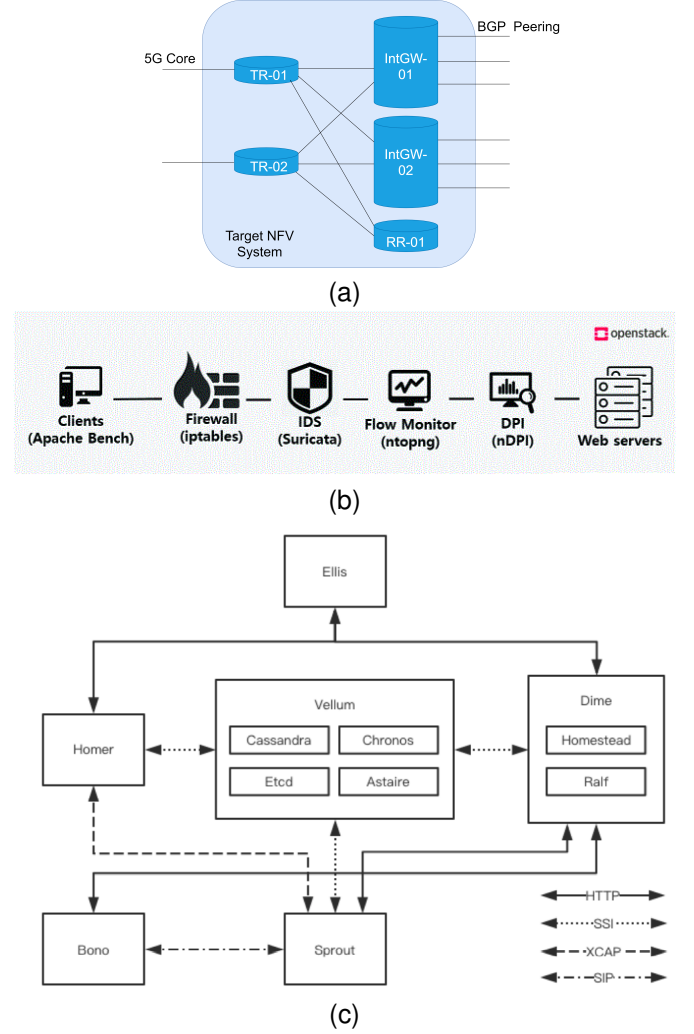 5G Core
BGP Peering
TR-01
IntGW-
01
TR-02
IntGW-
02
RR-01
Target NFV
System
(a)
openstack.
Clients
(Apache Bench)
Firewall
(iptables)
IDS
(Suricata)
Flow Monitor
(ntopng)
DPI
(nDPI)
Web servers
(b)
Ellis
Vellum
Dime
Homer
Cassandra
Chronos
Homestead
Etcd
Astaire
Ralf
Bono
Sprout
HTTP
SSI
XCAP
SIP
(c)